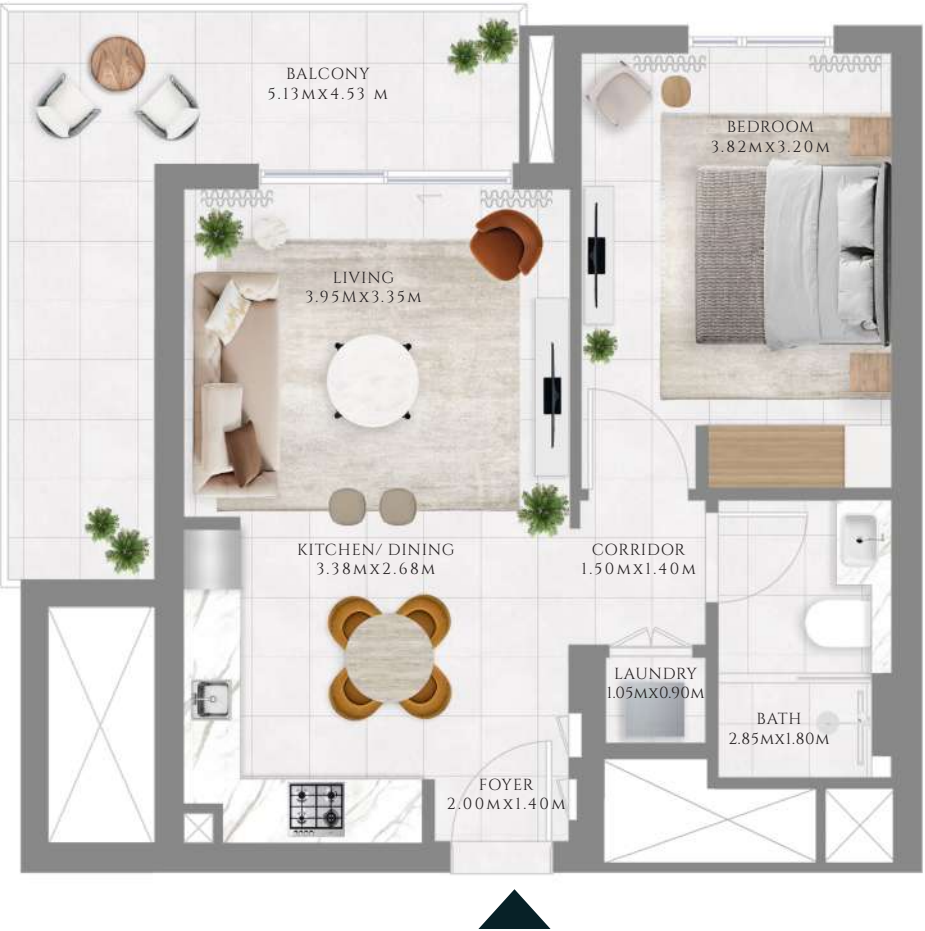 BALCONY
5.13MX4.53 M
BEDROOM
3.82MX3.20M
LIVING
3.95MX3.35M
KITCHEN/ DINING
3.38MX2.68M
CORRIDOR
1.50MX1.40M
LAUNDRY
1.05MX0.90M
BATH
2.85MX1.80M
FOYER
2.00MX1.40M